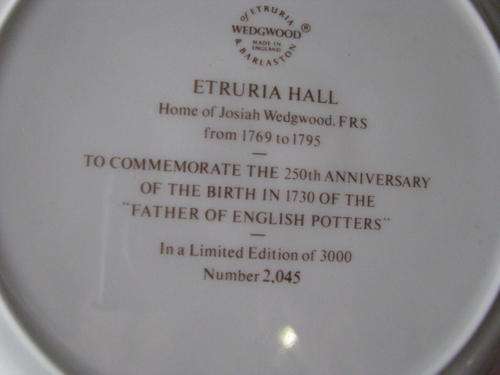 of ETRURIA
WEDGWOOD®
MADE IN
ENGLAND
& BARLASTON
ETRURIA HALL
Home of Josiah Wedgwood, FRS
from 1769 to 1795
TO COMMEMORATE THE 250th ANNIVERSARY
OF THE BIRTH IN 1730 OF THE
"FATHER OF ENGLISH POTTERS"
In a Limited Edition of 3000
Number 2,045